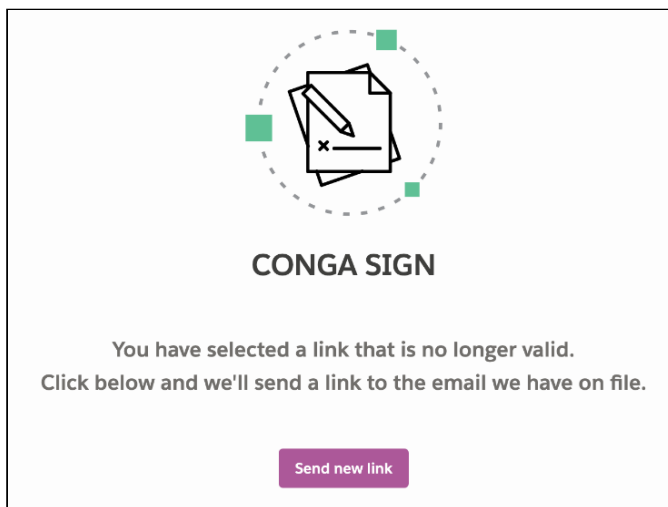 CONGA SIGN
You have selected a link that is no longer valid.
Click below and we'll send a link to the email we have on file.
Send new link